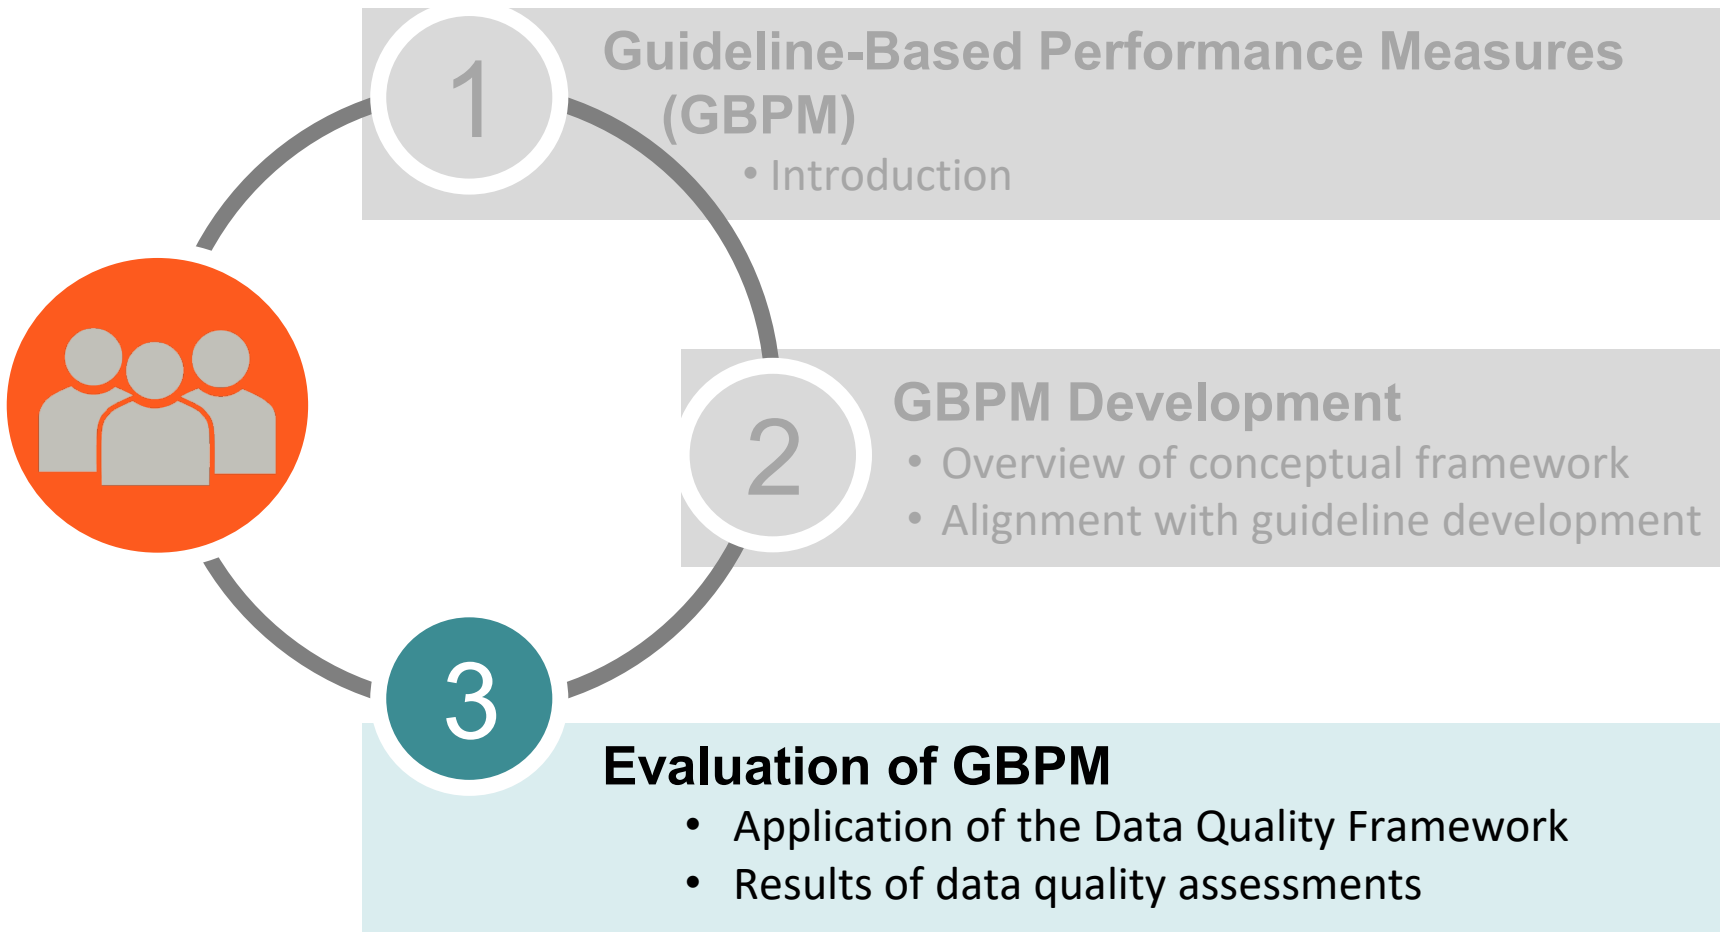 1
Guideline-Based Performance Measures
(GBPM)
• Introduction
2
GBPM Development
• Overview of conceptual framework
• Alignment with guideline development
3
Evaluation of GBPM
• Application of the Data Quality Framework
• Results of data quality assessments